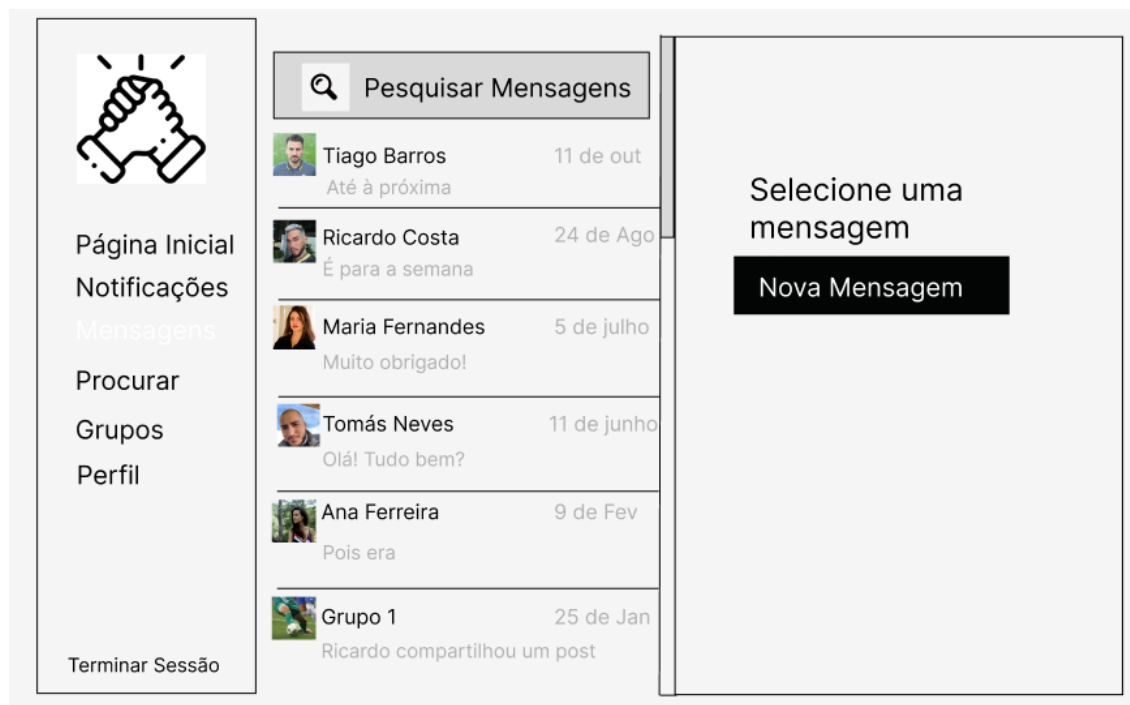 Página Inicial
Notificações
Mensagens
Procurar
Grupos
Perfil
Terminar Sessão
Pesquisar Mensagens
Tiago Barros 11 de out
Até à próxima
Ricardo Costa 24 de Ago
É para a semana
Maria Fernandes 5 de julho
Muito obrigado!
Tomás Neves 11 de junho
Olá! Tudo bem?
Ana Ferreira 9 de Fev
Pois era
Grupo 1 25 de Jan
Ricardo compartilhou um post
Selecione uma
mensagem
Nova Mensagem